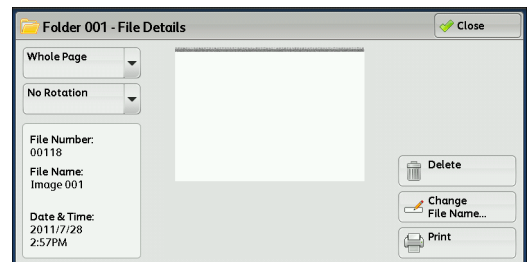 Folder 001 - File Details
Close
Whole Page
No Rotation
File Number:
00118
File Name:
Image 001
Date & Time:
2011/7/28
2:57PM
Delete
Change
File Name...
Print